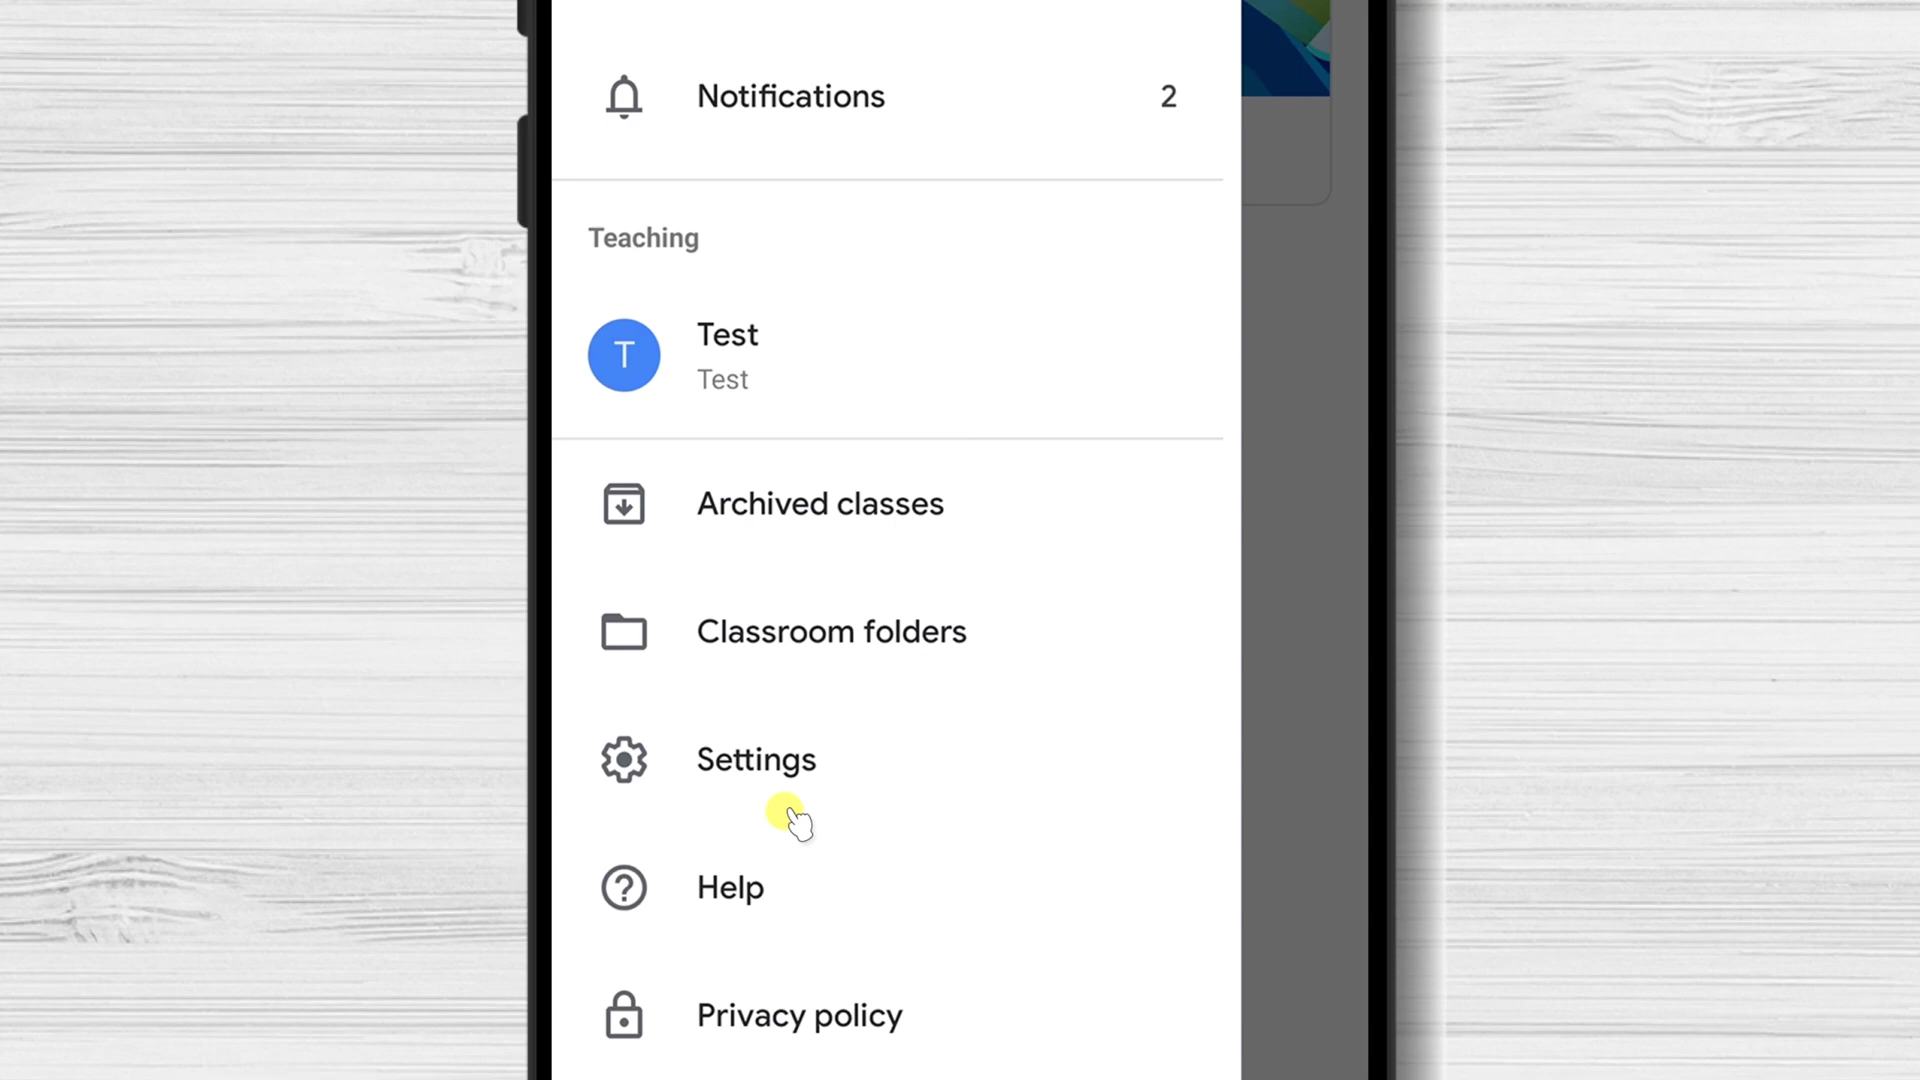 Notifications 2
Teaching
T
Test
Test
Archived classes
Classroom folders
Settings
Help
Privacy policy